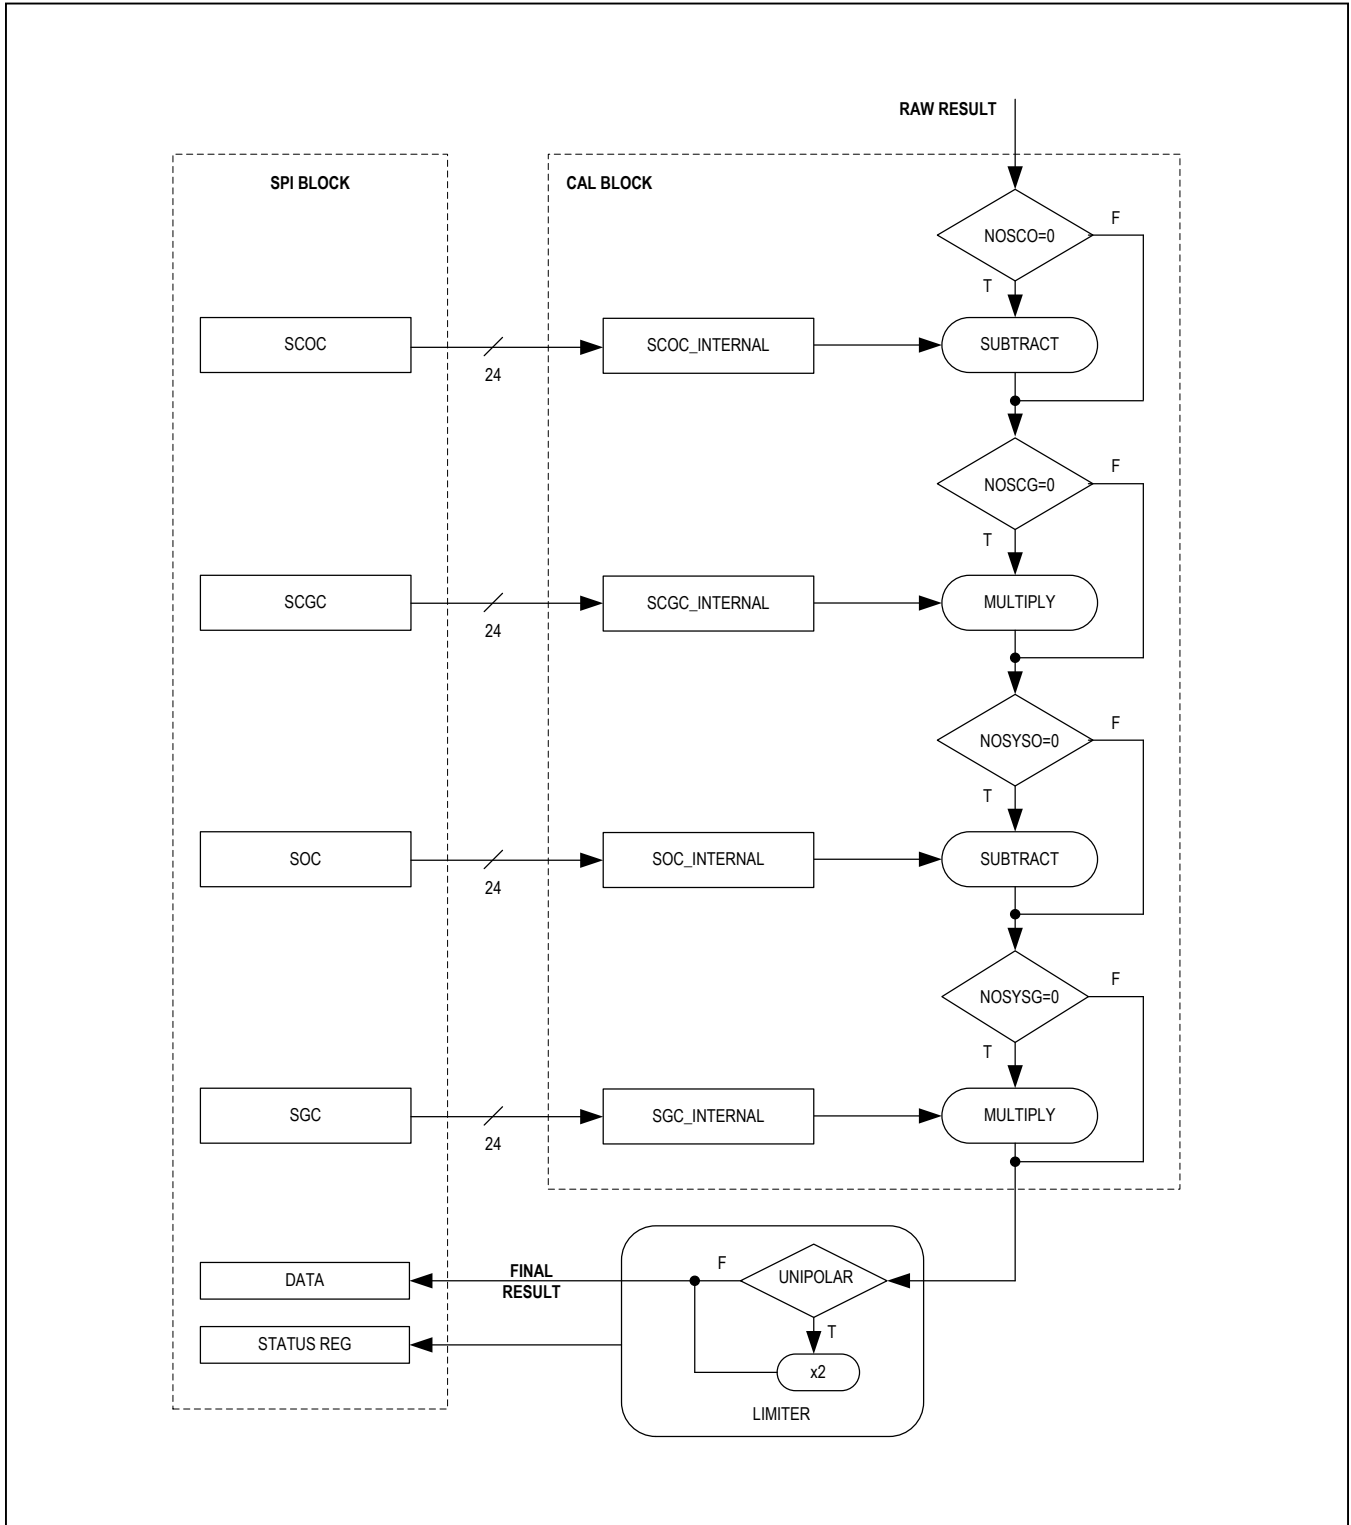 RAW RESULT
SPI BLOCK
CAL BLOCK
NOSCO=0
F
T
SCOC
24
SCOC_INTERNAL
SUBTRACT
NOSCG=0
F
T
SCGC
24
SCGC_INTERNAL
MULTIPLY
NOSYSO=0
F
T
SOC
24
SOC_INTERNAL
SUBTRACT
NOSYSG=0
F
T
SGC
24
SGC_INTERNAL
MULTIPLY
DATA
FINAL
RESULT
F
UNIPOLAR
T
STATUS REG
x2
LIMITER